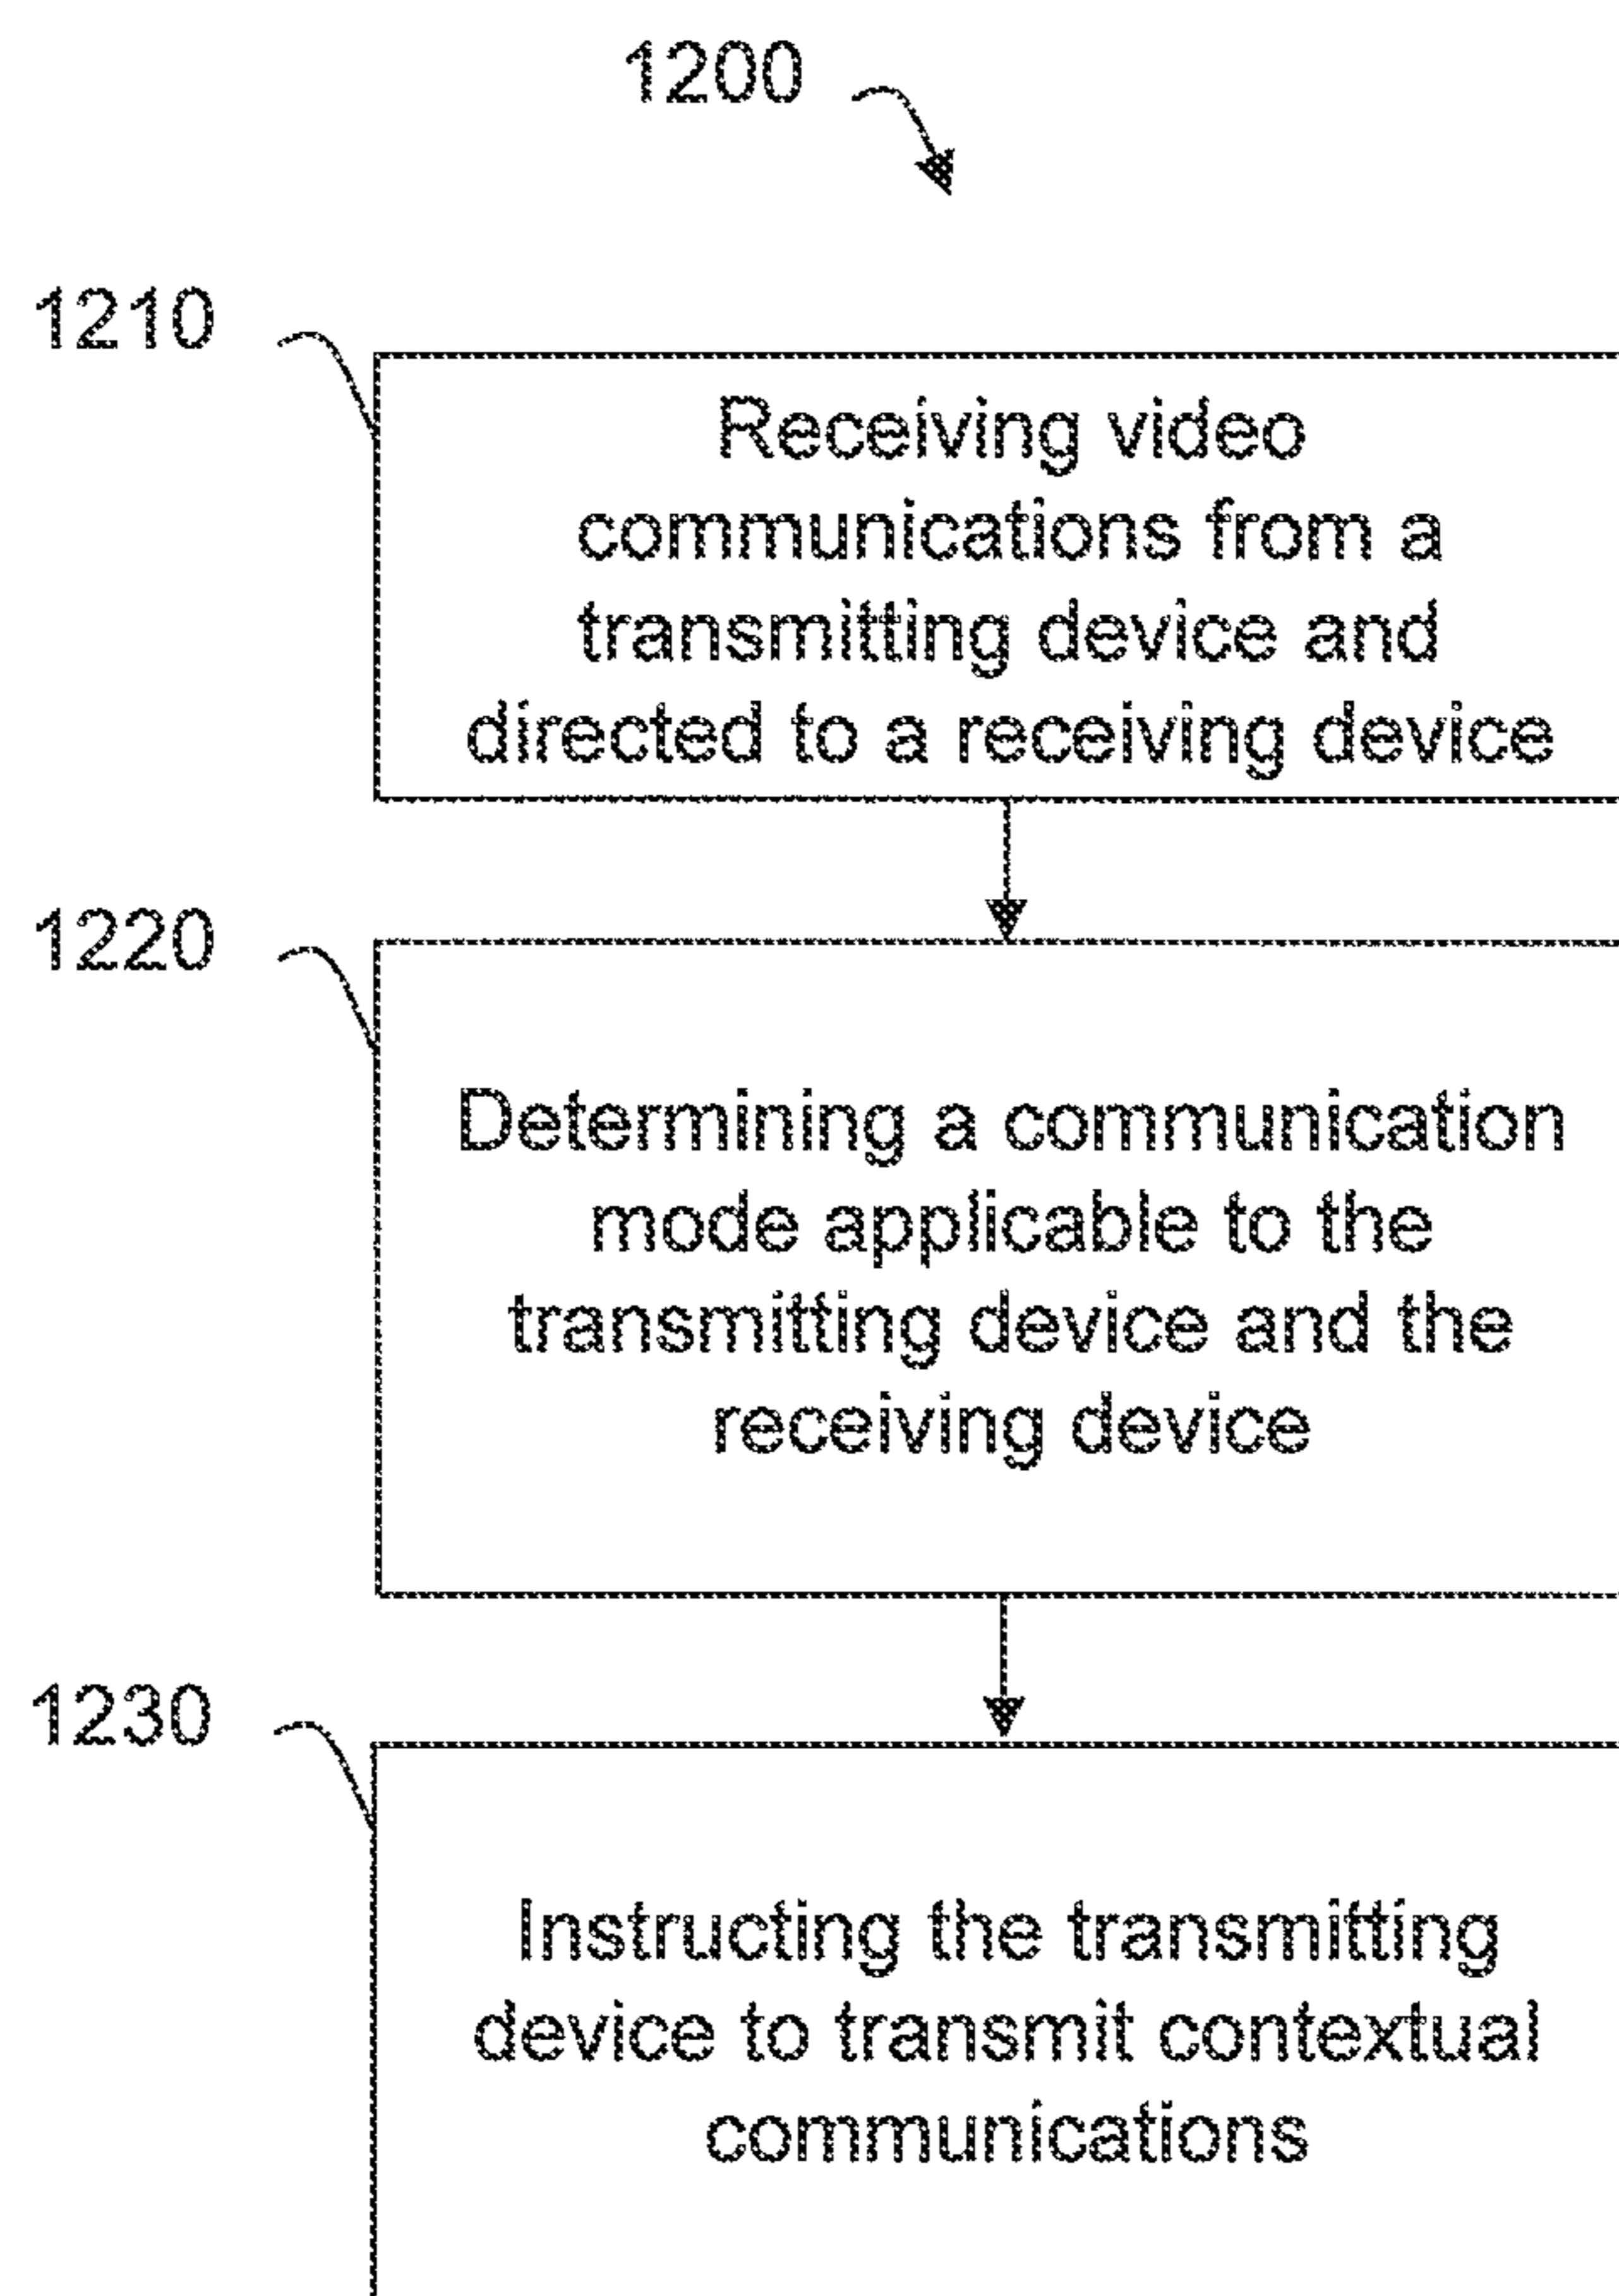 1200
1210
Receiving video
communications from a
transmitting device and
directed to a receiving device
1220
Determining a communication
mode applicable to the
transmitting device and the
receiving device
1230
Instructing the transmitting
device to transmit contextual
communications